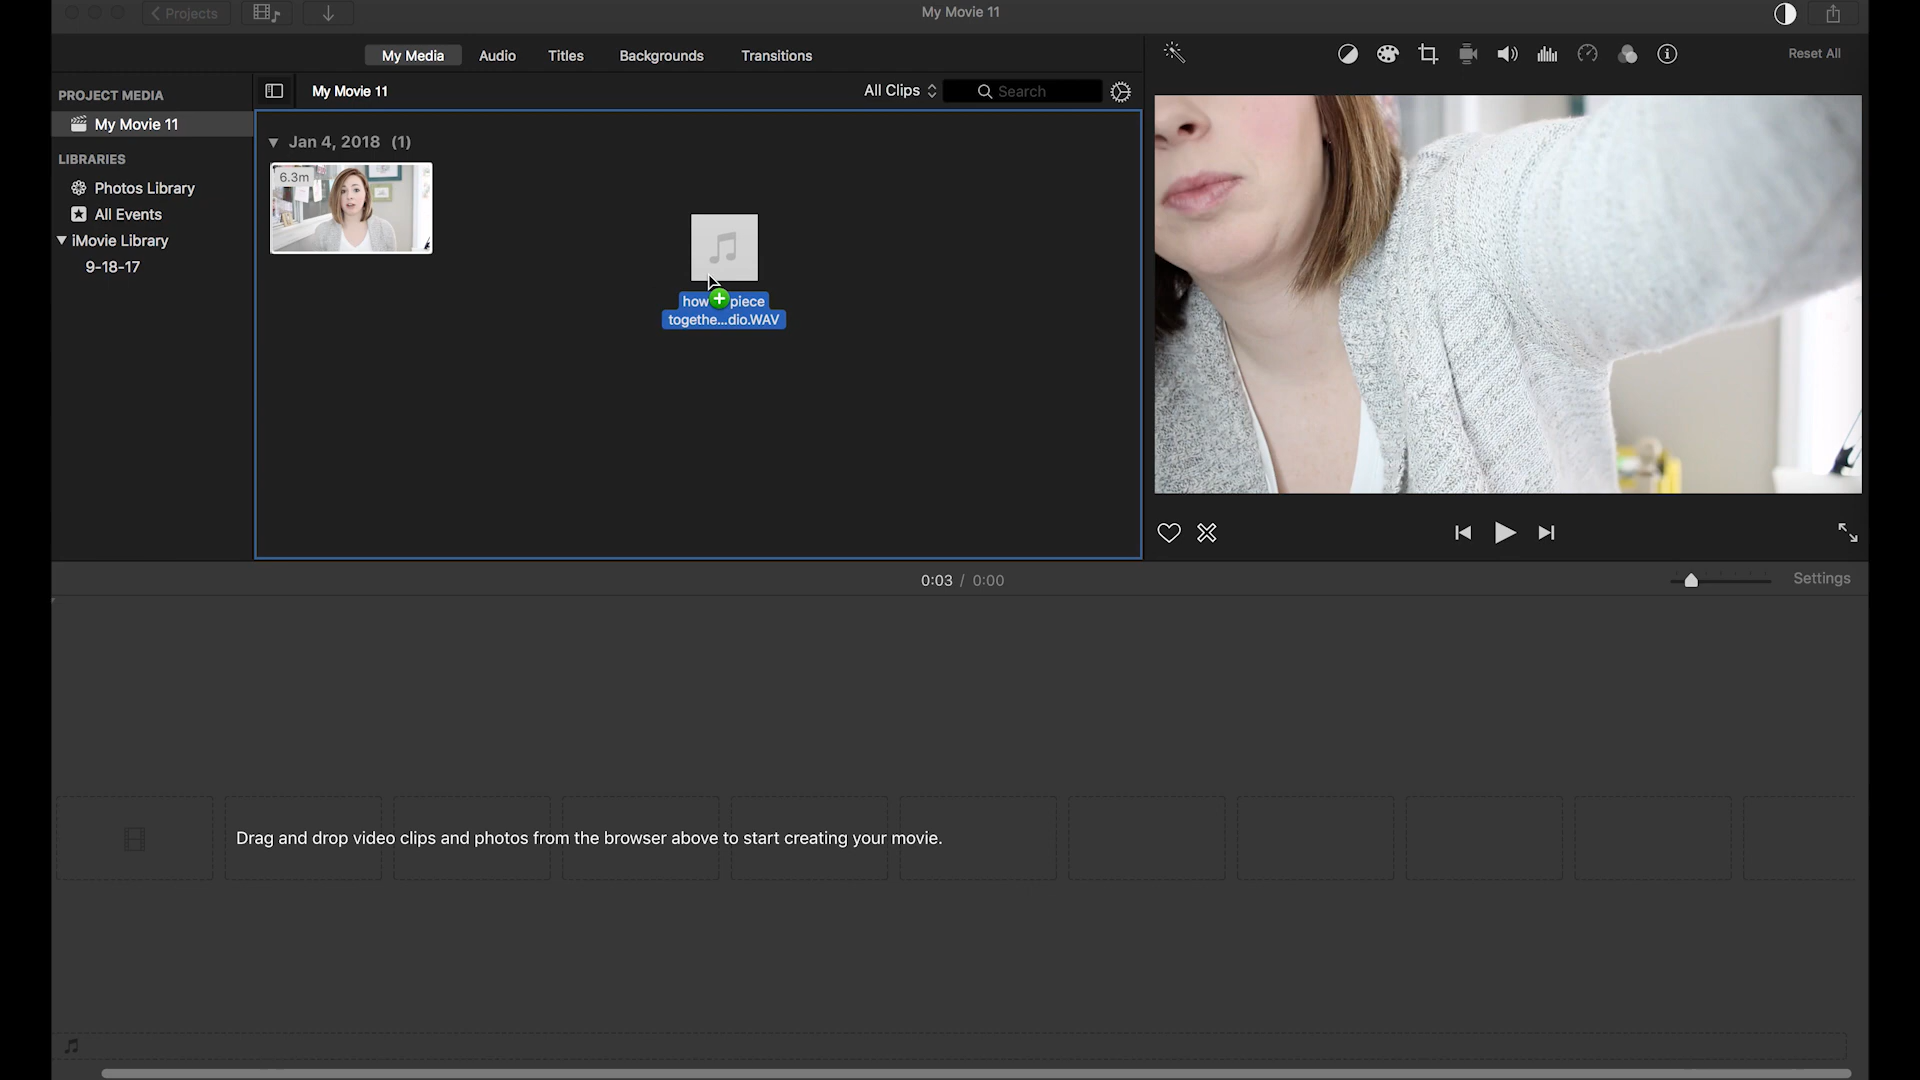 Projects
My Movie 11
My Media
Audio
Titles
Backgrounds
Transitions
Reset All
PROJECT MEDIA
My Movie 11
LIBRARIES
Photos Library
All Events
iMovie Library
9-18-17
My Movie 11
All Clips
Search
Jan 4, 2018 (1)
6.3m
how piece
togethe...dio.WAV
0:03 / 0:00
Settings
Drag and drop video clips and photos from the browser above to start creating your movie.